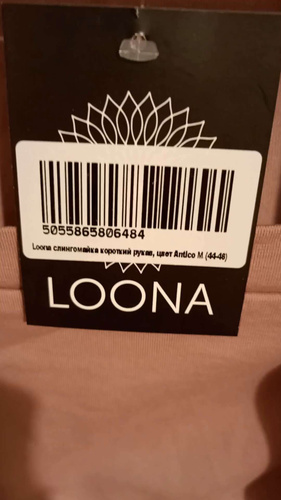 5055865806484
Loona слингомайка короткий рукав, цвет Antico M (44-46)
LOONA